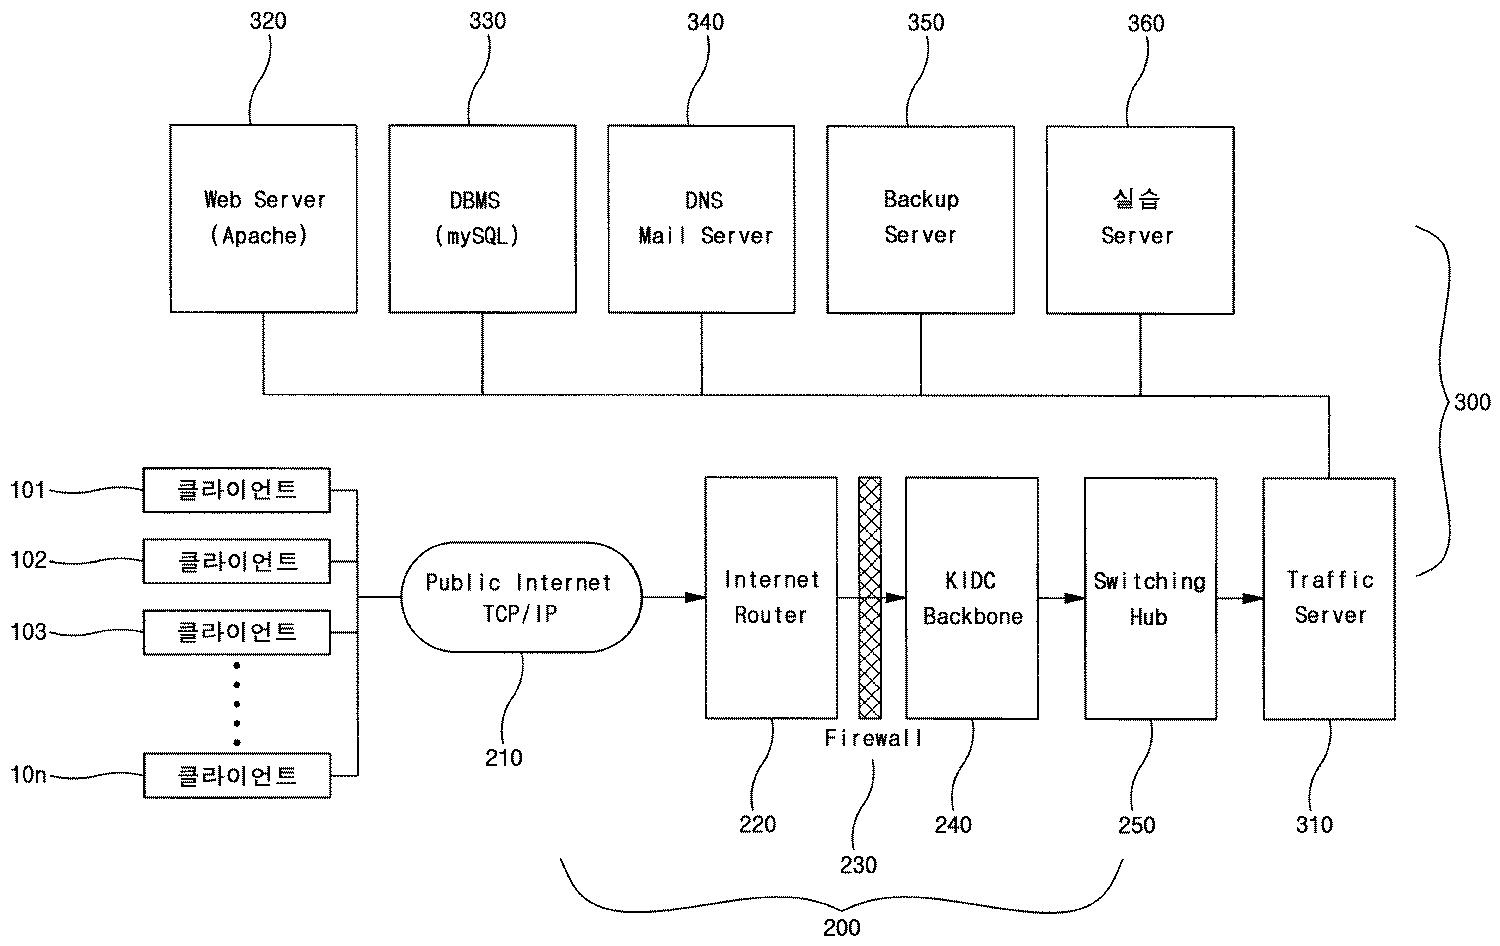 320
330
340
350
360
Web Server
(Apache)
DBMS
(mySQL)
DNS
Mail Server
Backup
Server
실습
Server
300
101
클라이언트
102
클라이언트
103
클라이언트
10n
클라이언트
Public Internet
TCP/IP
210
Internet
Router
220
Firewall
230
KIDC
Backbone
240
Switching
Hub
250
Traffic
Server
310
200